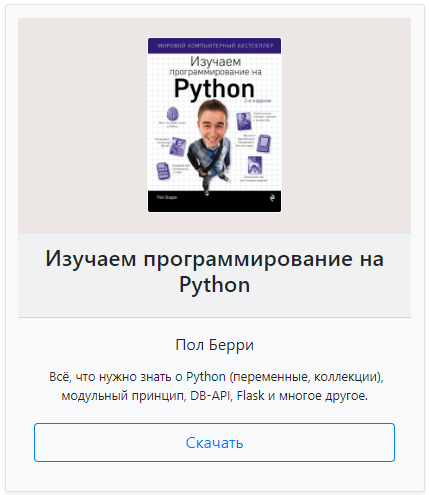 МИРОВОЙ КОМПЬЮТЕРНЫЙ БЕСТСЕЛЛЕР
Изучаем
программирование на
Python
2-е издание
Пол Бэрри
Изучаем программирование на
Python
Пол Берри
Всё, что нужно знать о Python (переменные, коллекции),
модульный принцип, DB-API, Flask и многое другое.
Скачать